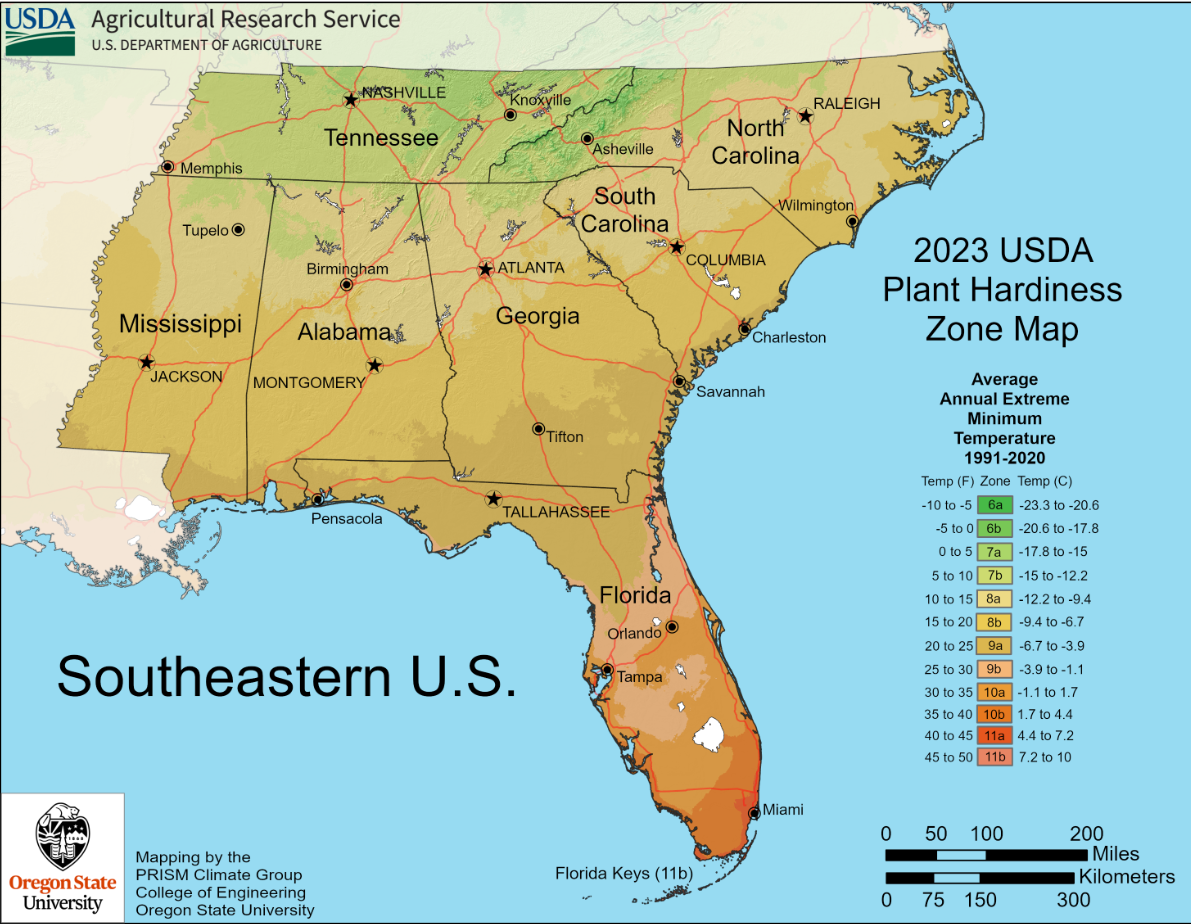 USDA
Agricultural Research Service
U.S. DEPARTMENT OF AGRICULTURE
NASHVILLE
Knoxville
RALEIGH
Tennessee
North
Carolina
Asheville
Memphis
South
Carolina
Wilmington
Tupelo
COLUMBIA
Birmingham
ATLANTA
Mississippi
Alabama
Georgia
Charleston
JACKSON
MONTGOMERY
Savannah
Tifton
Pensacola
TALLAHASSEE
Florida
Orlando
Tampa
Miami
Florida Keys (11b)
Southeastern U.S.
2023 USDA
Plant Hardiness
Zone Map
Average
Annual Extreme
Minimum
Temperature
1991-2020
Temp (F) Zone Temp (C)
-10 to -5 6a -23.3 to -20.6
-5 to 0 6b -20.6 to -17.8
0 to 5 7a -17.8 to -15
5 to 10 7b -15 to -12.2
10 to 15 8a -12.2 to -9.4
15 to 20 8b -9.4 to -6.7
20 to 25 9a -6.7 to -3.9
25 to 30 9b -3.9 to -1.1
30 to 35 10a -1.1 to 1.7
35 to 40 10b 1.7 to 4.4
40 to 45 11a 4.4 to 7.2
45 to 50 11b 7.2 to 10
0 50 100 200
Miles
Kilometers
0 75 150 300
Oregon State
University
Mapping by the
PRISM Climate Group
College of Engineering
Oregon State University